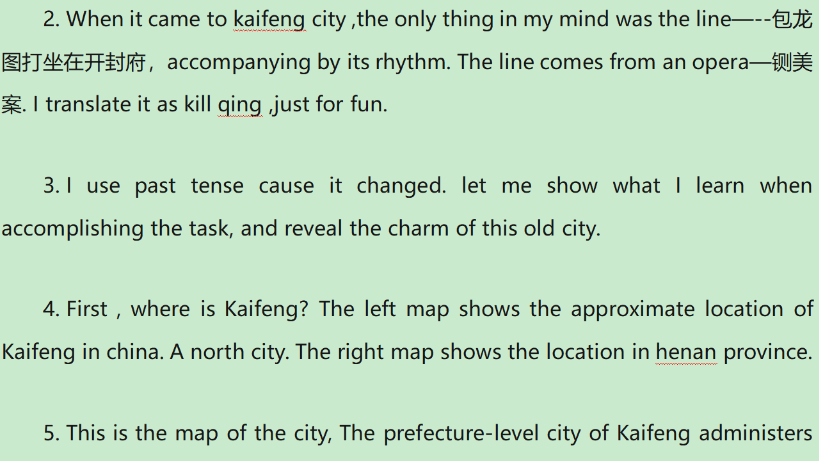 2. When it came to kaifeng city ,the only thing in my mind was the line—--包龙
图打坐在开封府，accompanying by its rhythm. The line comes from an opera—铡美
案. I translate it as kill qing ,just for fun.
3. I use past tense cause it changed. let me show what I learn when
accomplishing the task, and reveal the charm of this old city.
4. First , where is Kaifeng? The left map shows the approximate location of
Kaifeng in china. A north city. The right map shows the location in henan province.
5. This is the map of the city, The prefecture-level city of Kaifeng administers